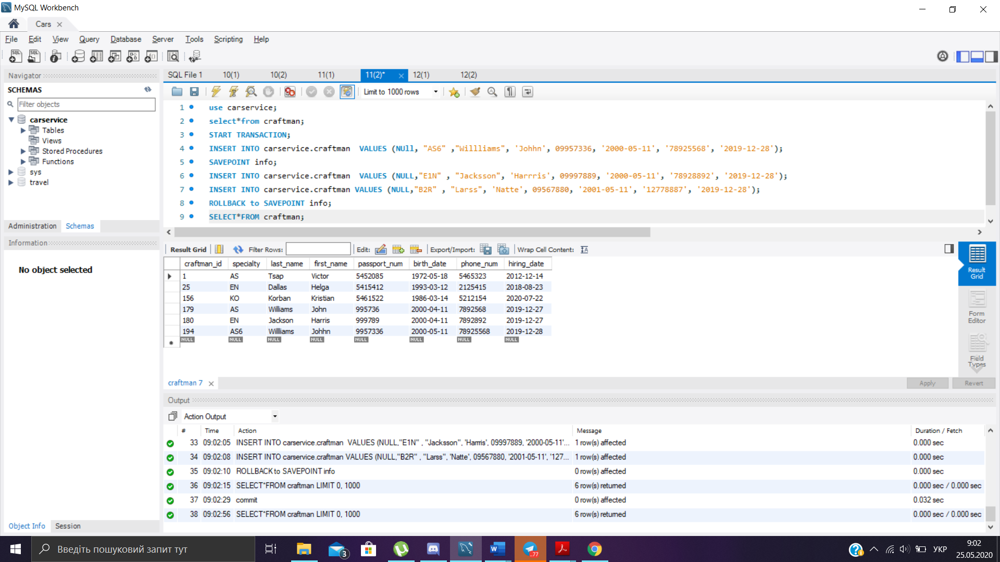 MySQL Workbench
Cars
File Edit View Query Database Server Tools Scripting Help
Navigator
SCHEMAS
Filter objects
carservice
Tables
Views
Stored Procedures
Functions
sys
travel
Administration Schemas
Information
No object selected
Object Info Session
SQL File 1 10(1) 10(2) 11(1) 11(2)* 12(1) 12(2)
Limit to 1000 rows
1 use carservice;
2 select*from craftman;
3 START TRANSACTION;
4 INSERT INTO carservice.craftman VALUES (NUll, "AS6" ,"Willliams", 'Johhn', 09957336, '2000-05-11', '78925568', '2019-12-28');
5 SAVEPOINT info;
6 INSERT INTO carservice.craftman VALUES (NULL,"E1N" , "Jacksson", 'Harrris', 09997889, '2000-05-11', '78928892', '2019-12-28');
7 INSERT INTO carservice.craftman VALUES (NULL,"B2R" , "Larss", 'Natte', 09567880, '2001-05-11', '12778887', '2019-12-28');
8 ROLLBACK to SAVEPOINT info;
9 SELECT*FROM craftman;
Result Grid Filter Rows: Edit: Export/Import: Wrap Cell Content:
craftman_id specialty last_name first_name passport_num birth_date phone_num hiring_date
1 AS Tsap Victor 5452085 1972-05-18 5465323 2012-12-14
25 EN Dallas Helga 5415412 1993-03-12 2125415 2018-08-23
156 KO Korban Kristian 5461522 1986-03-14 5212154 2020-07-22
179 AS Williams John 995736 2000-04-11 7892568 2019-12-27
180 EN Jackson Harris 999789 2000-04-11 7892892 2019-12-27
194 AS6 Willliams Johhn 9957336 2000-05-11 78925568 2019-12-28
NULL NULL NULL NULL NULL NULL NULL NULL
Result Grid
Form Editor
Field Types
craftman 7
Apply Revert
Output
Action Output
# Time Action Message Duration / Fetch
33 09:02:05 INSERT INTO carservice.craftman VALUES (NULL,"E1N" , "Jacksson", 'Harrris', 09997889, '2000-05-11'... 1 row(s) affected 0.000 sec
34 09:02:08 INSERT INTO carservice.craftman VALUES (NULL,"B2R" , "Larss", 'Natte', 09567880, '2001-05-11', '127... 1 row(s) affected 0.000 sec
35 09:02:10 ROLLBACK to SAVEPOINT info 0 row(s) affected 0.000 sec
36 09:02:15 SELECT*FROM craftman LIMIT 0, 1000 6 row(s) returned 0.000 sec / 0.000 sec
37 09:02:29 commit 0 row(s) affected 0.032 sec
38 09:02:56 SELECT*FROM craftman LIMIT 0, 1000 6 row(s) returned 0.000 sec / 0.000 sec
Введіть пошуковий запит тут
3
..77
УКР
9:02
25.05.2020